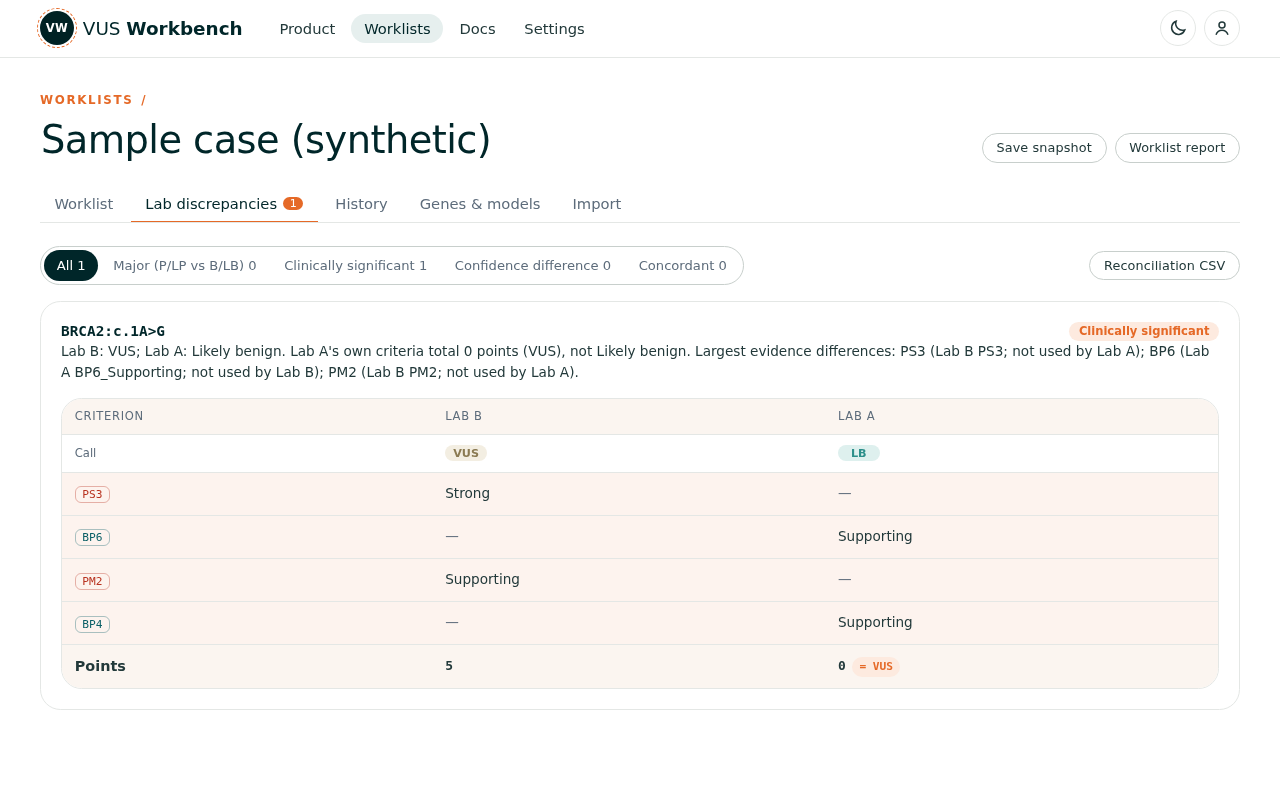 VW VUS Workbench Product Worklists Docs Settings
WORKLISTS /
Sample case (synthetic)
Save snapshot Worklist report
Worklist Lab discrepancies 1 History Genes & models Import
All 1 Major (P/LP vs B/LB) 0 Clinically significant 1 Confidence difference 0 Concordant 0 Reconciliation CSV
BRCA2:c.1A>G Clinically significant
Lab B: VUS; Lab A: Likely benign. Lab A's own criteria total 0 points (VUS), not Likely benign. Largest evidence differences: PS3 (Lab B PS3; not used by Lab A); BP6 (Lab
A BP6_Supporting; not used by Lab B); PM2 (Lab B PM2; not used by Lab A).
CRITERION LAB B LAB A
Call VUS LB
PS3 Strong —
BP6 — Supporting
PM2 Supporting —
BP4 — Supporting
Points 5 0 = VUS